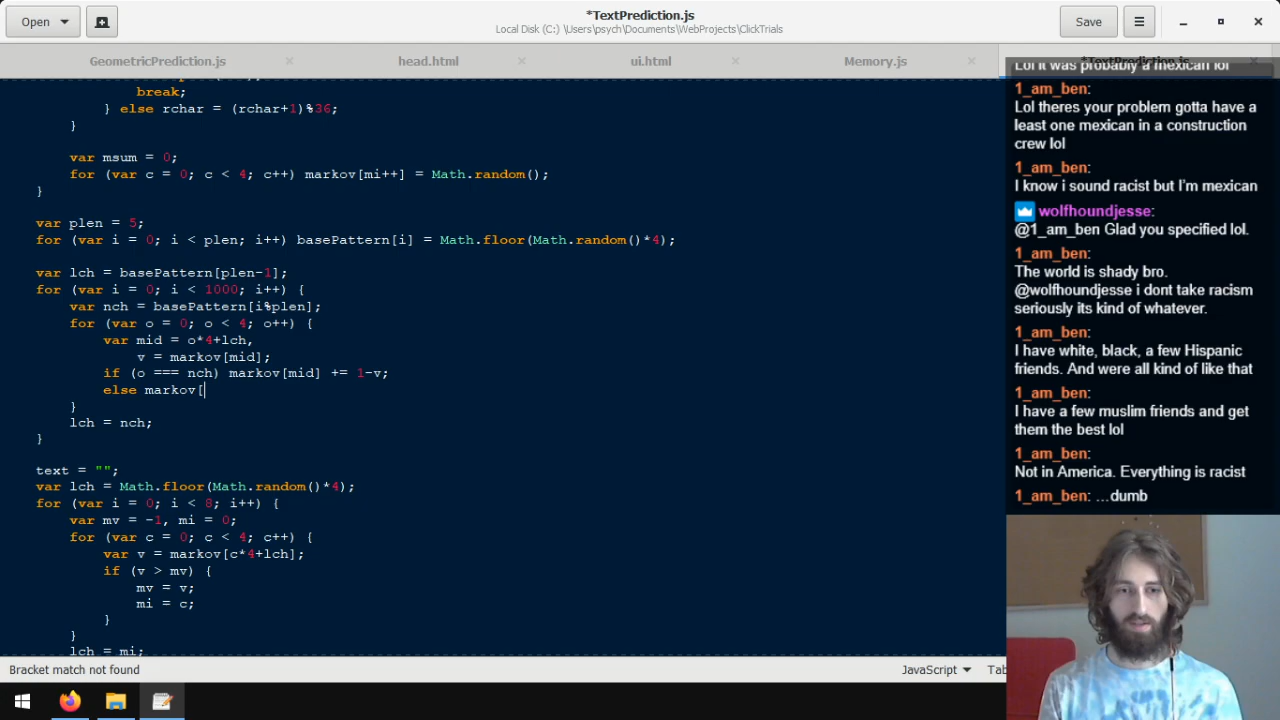 Open
*TextPrediction.js
Local Disk (C:) \Users\psych\Documents\WebProjects\ClickTrials
Save
GeometricPrediction.js
head.html
ui.html
Memory.js
*TextPrediction.js
break;
} else rchar = (rchar+1)%36;
}
var msum = 0;
for (var c = 0; c < 4; c++) markov[mi++] = Math.random();
}
var plen = 5;
for (var i = 0; i < plen; i++) basePattern[i] = Math.floor(Math.random()*4);
var lch = basePattern[plen-1];
for (var i = 0; i < 1000; i++) {
var nch = basePattern[i%plen];
for (var o = 0; o < 4; o++) {
var mid = o*4+lch,
v = markov[mid];
if (o === nch) markov[mid] += 1-v;
else markov[
}
lch = nch;
}
text = "";
var lch = Math.floor(Math.random()*4);
for (var i = 0; i < 8; i++) {
var mv = -1, mi = 0;
for (var c = 0; c < 4; c++) {
var v = markov[c*4+lch];
if (v > mv) {
mv = v;
mi = c;
}
}
lch = mi;
Bracket match not found
JavaScript
Tab
Lol it was probably a mexican lol
1_am_ben:
Lol theres your problem gotta have a
least one mexican in a construction
crew lol
1_am_ben:
I know i sound racist but I'm mexican
wolfhoundjesse:
@1_am_ben Glad you specified lol.
1_am_ben:
The world is shady bro.
@wolfhoundjesse i dont take racism
seriously its kind of whatever.
1_am_ben:
I have white, black, a few Hispanic
friends. And were all kind of like that
1_am_ben:
I have a few muslim friends and get
them the best lol
1_am_ben:
Not in America. Everything is racist
1_am_ben: …dumb